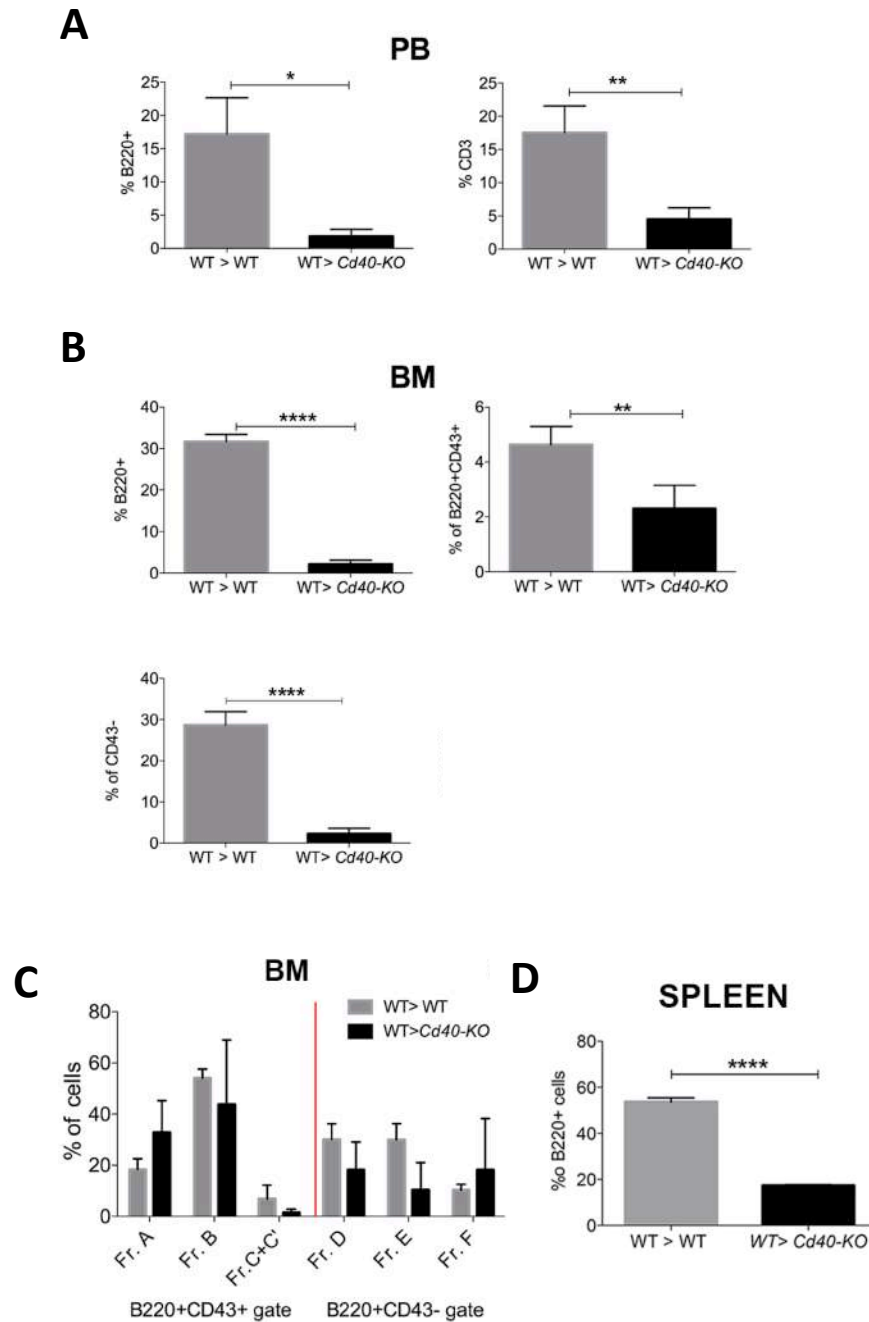 A
PB
*
**
25
20
15
10
5
0
% B220+
WT > WT
WT> Cd40-KO
25
20
15
10
5
0
% CD3
WT > WT
WT> Cd40-KO
B
BM
****
**
40
30
20
10
0
% B220+
WT > WT
WT> Cd40-KO
6
4
2
0
% of B220+CD43+
WT > WT
WT> Cd40-KO
****
40
30
20
10
0
% of CD43-
WT > WT
WT> Cd40-KO
C
BM
WT> WT
WT>Cd40-KO
80
60
40
20
0
% of cells
Fr. A
Fr. B
Fr.C+C'
Fr. D
Fr. E
Fr. F
B220+CD43+ gate
B220+CD43- gate
D
SPLEEN
****
80
60
40
20
0
%o B220+ cells
WT > WT
WT> Cd40-KO